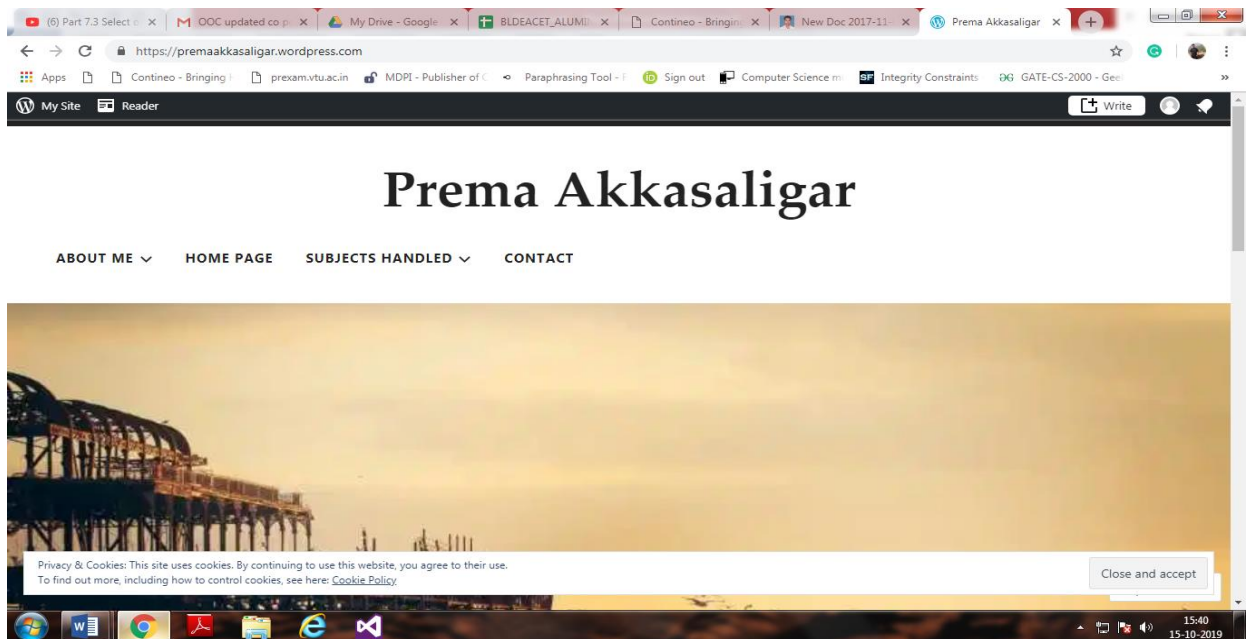 (6) Part 7.3 Select
OOC updated co p
My Drive - Google
BLDEACET_ALUMI
Contineo - Bringing
New Doc 2017-11-
Prema Akkasaligar
https://premaakkasaligar.wordpress.com
Apps Contineo - Bringing prexam.vtu.ac.in MDPI - Publisher of Paraphrasing Tool - Sign out Computer Science m SF Integrity Constraints GATE-CS-2000 - Gee »
My Site Reader Write
Prema Akkasaligar
ABOUT ME HOME PAGE SUBJECTS HANDLED CONTACT
Privacy & Cookies: This site uses cookies. By continuing to use this website, you agree to their use.
To find out more, including how to control cookies, see here: Cookie Policy
Close and accept
15:40
15-10-2019